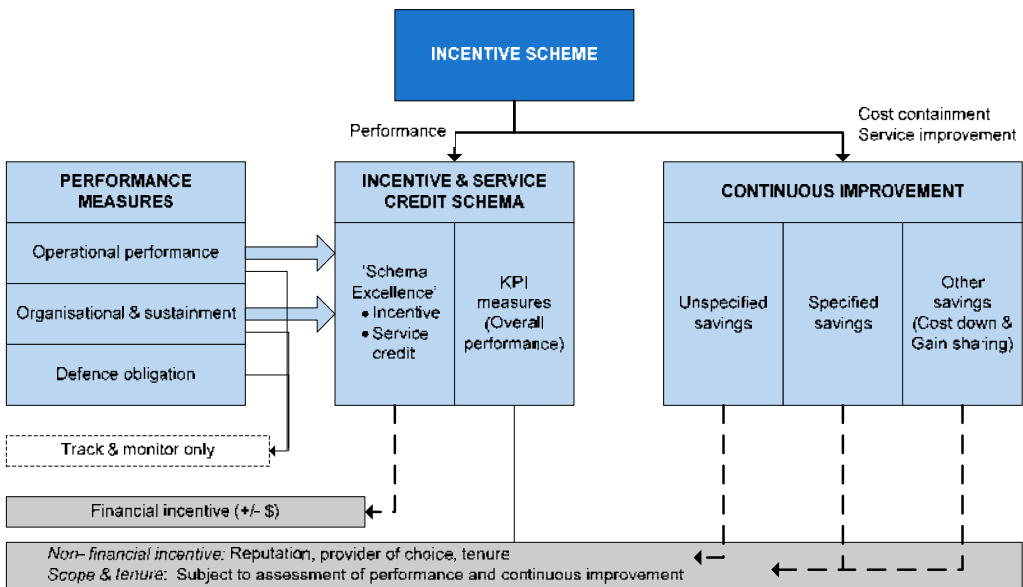 INCENTIVE SCHEME
Performance
Cost containment
Service improvement
PERFORMANCE
MEASURES
Operational performance
Organisational & sustainment
Defence obligation
Track & monitor only
INCENTIVE & SERVICE
CREDIT SCHEMA
'Schema
Excellence'
• Incentive
• Service
credit
KPI
measures
(Overall
performance)
CONTINUOUS IMPROVEMENT
Unspecified
savings
Specified
savings
Other
savings
(Cost down &
Gain sharing)
Financial incentive (+/- $)
Non-financial incentive: Reputation, provider of choice, tenure
Scope & tenure: Subject to assessment of performance and continuous improvement